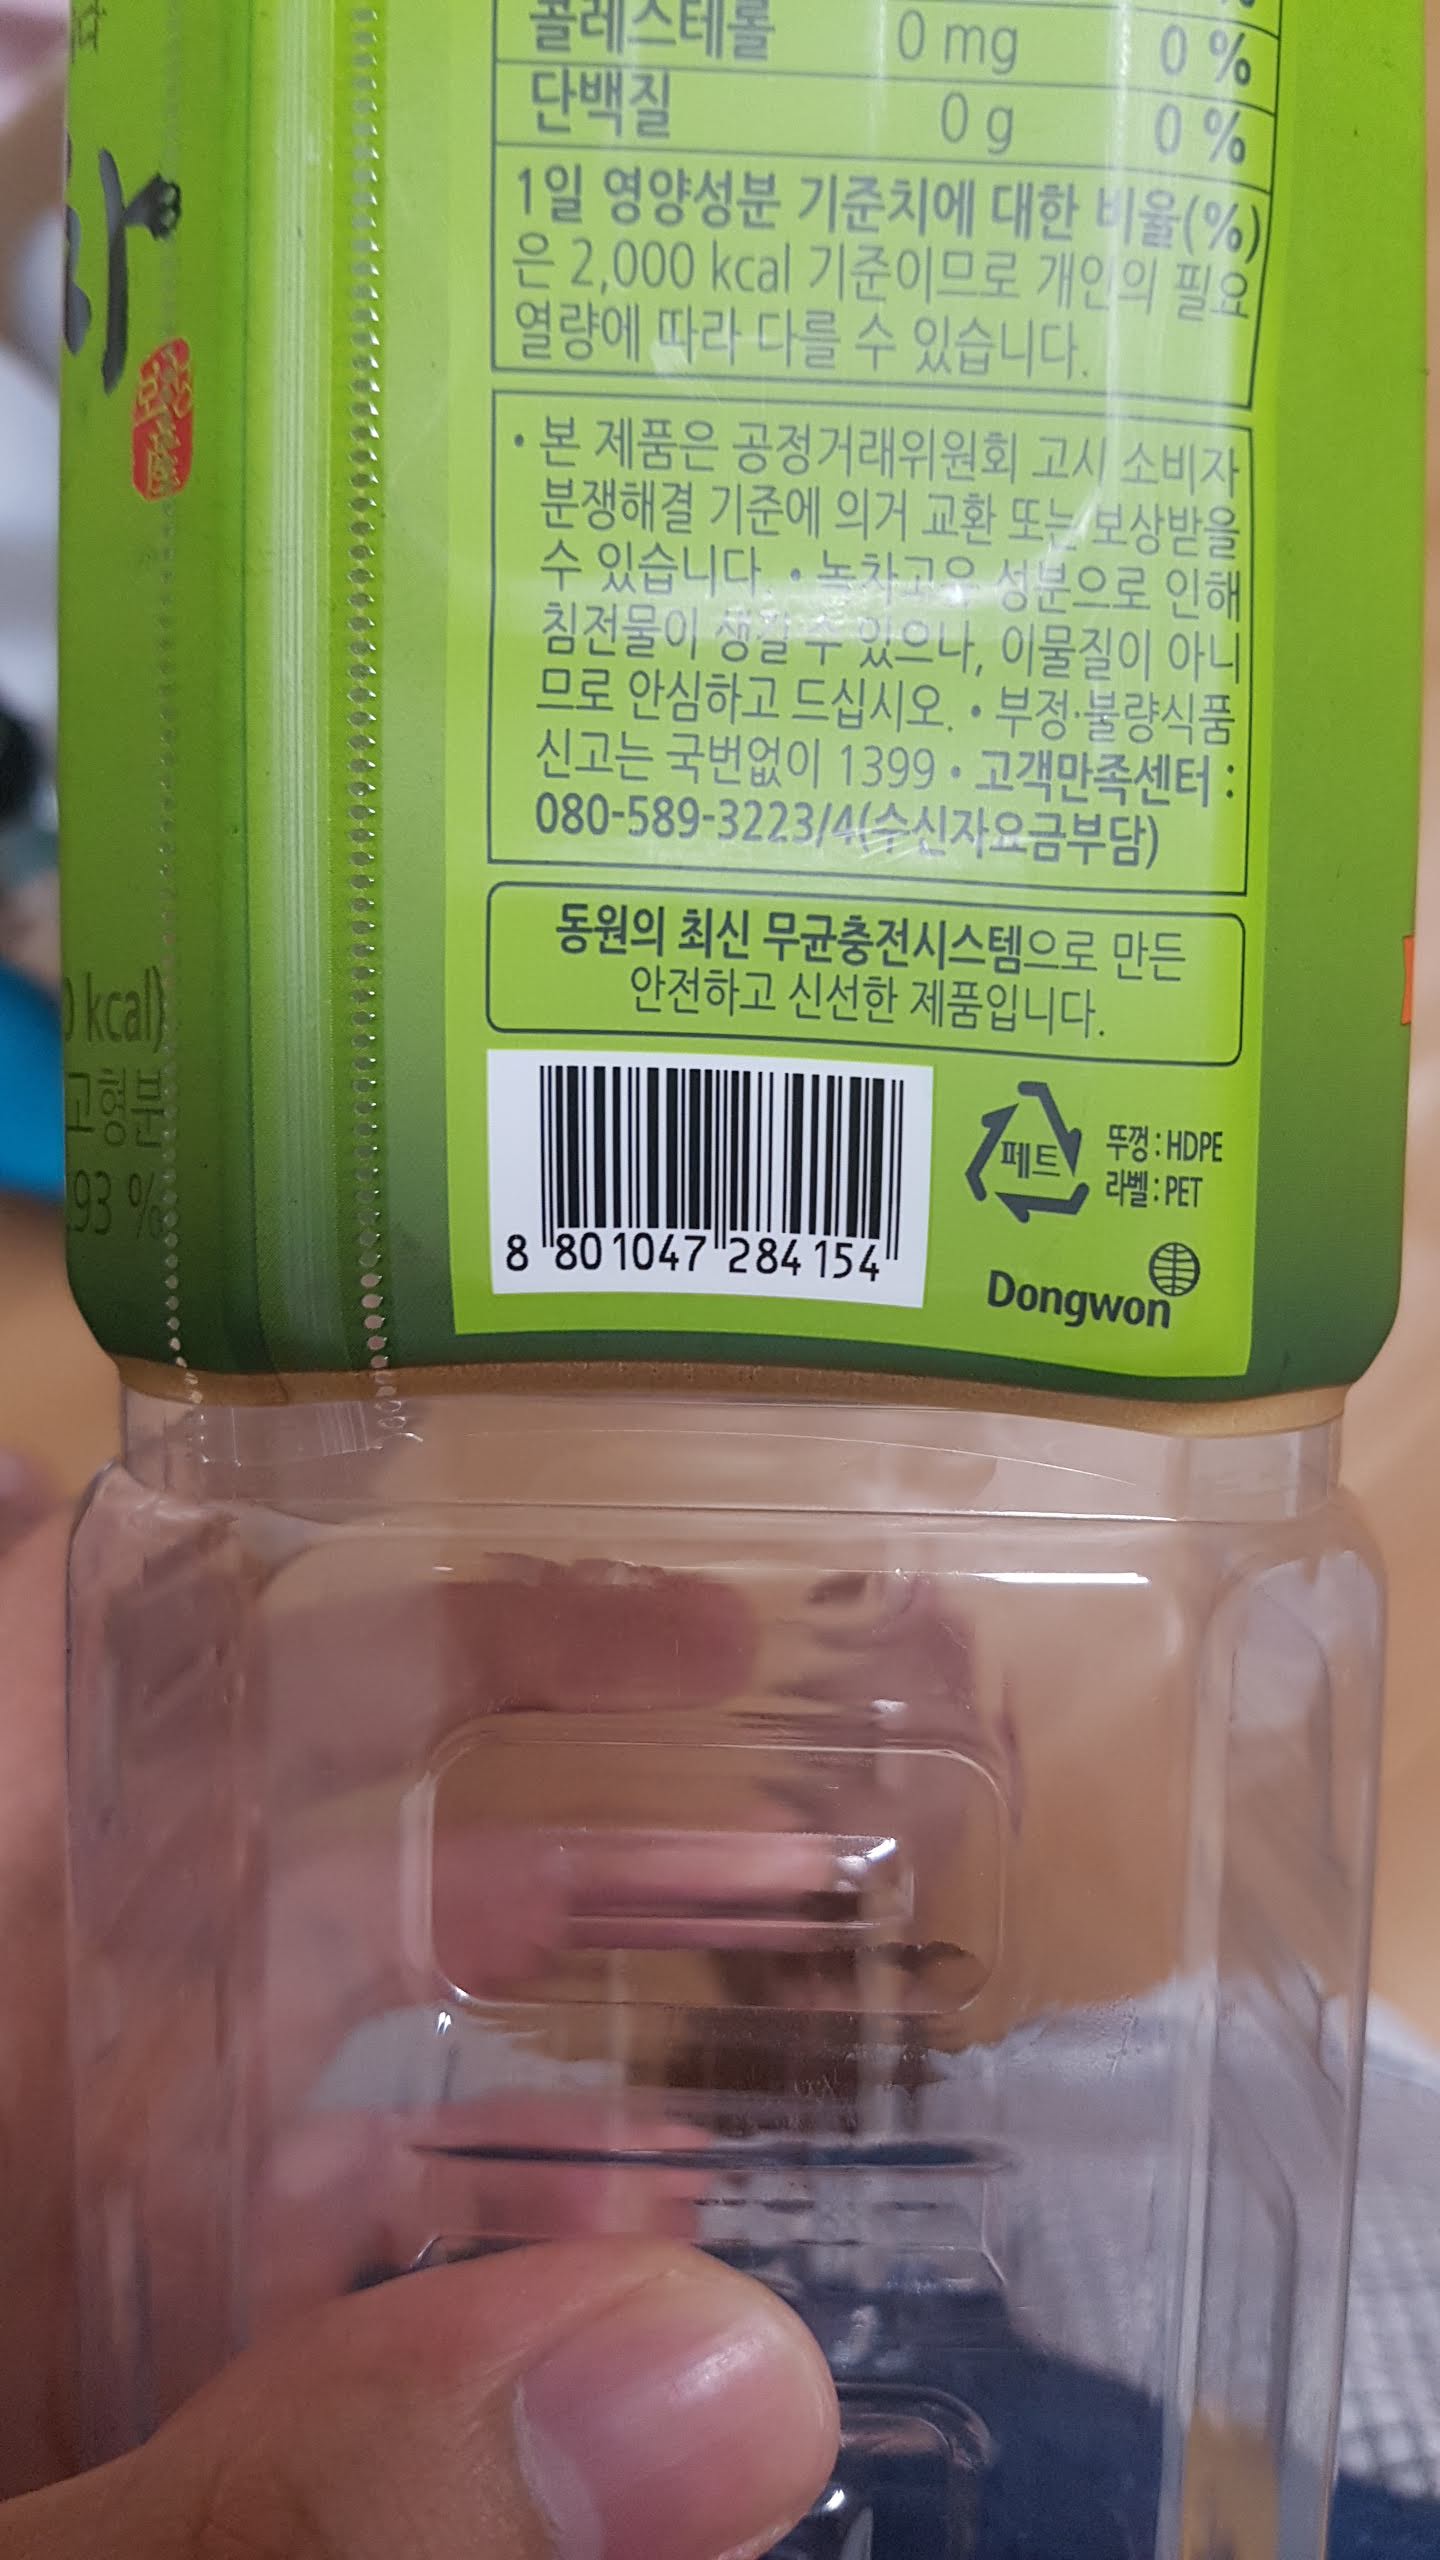 콜레스테롤 0 mg 0 %
단백질 0 g 0 %
1일 영양성분 기준치에 대한 비율(%)
은 2,000 kcal 기준이므로 개인의 필요
열량에 따라 다를 수 있습니다.
• 본 제품은 공정거래위원회 고시 소비자
분쟁해결 기준에 의거 교환 또는 보상받을
수 있습니다. • 녹차고유 성분으로 인해
침전물이 생길 수 있으나, 이물질이 아니
므로 안심하고 드십시오. • 부정·불량식품
신고는 국번없이 1399 • 고객만족센터 :
080-589-3223/4(수신자요금부담)
동원의 최신 무균충전시스템으로 만든
안전하고 신선한 제품입니다.
8 801047 284154
페트
뚜껑 : HDPE
라벨 : PET
Dongwon
kcal)
고형분
93 %